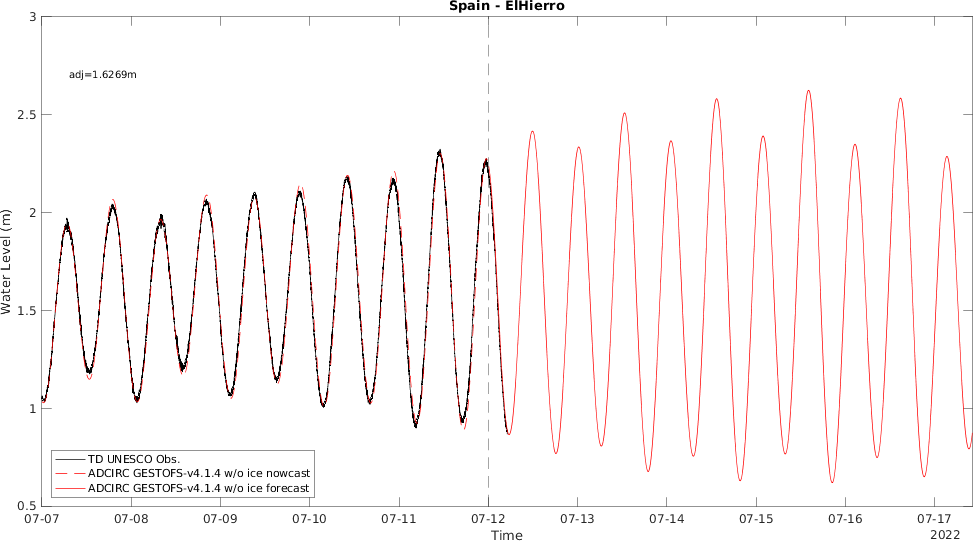 Spain - ElHierro
adj=1.6269m
3
2.5
2
1.5
1
0.5
Water Level (m)
TD UNESCO Obs.
ADCIRC GESTOFS-v4.1.4 w/o ice nowcast
ADCIRC GESTOFS-v4.1.4 w/o ice forecast
07-07 07-08 07-09 07-10 07-11 07-12 07-13 07-14 07-15 07-16 07-17
Time
2022